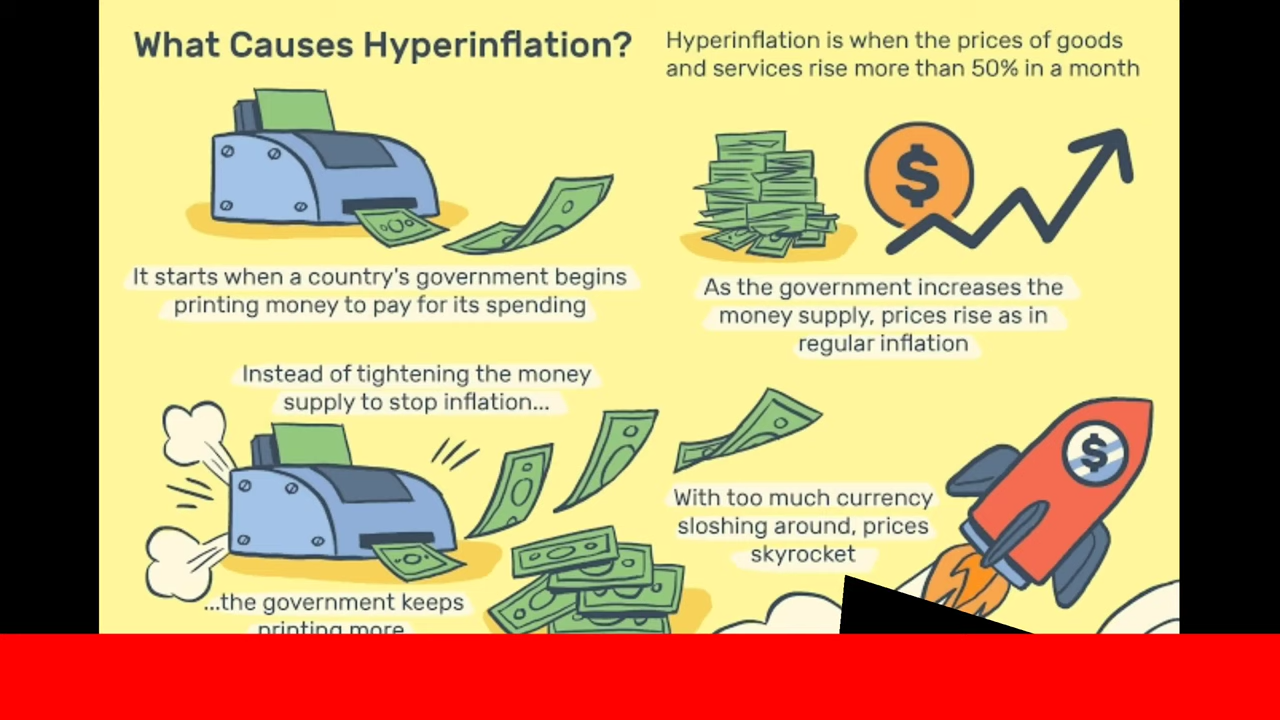 What Causes Hyperinflation?
Hyperinflation is when the prices of goods
and services rise more than 50% in a month
It starts when a country's government begins
printing money to pay for its spending
$
As the government increases the
money supply, prices rise as in
regular inflation
Instead of tightening the money
supply to stop inflation...
...the government keeps
printing more
$
With too much currency
sloshing around, prices
skyrocket